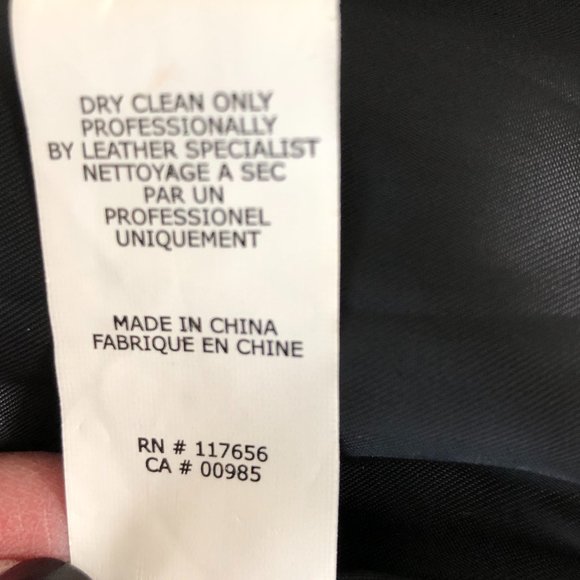 DRY CLEAN ONLY
PROFESSIONALLY
BY LEATHER SPECIALIST
NETTOYAGE A SEC
PAR UN
PROFESSIONEL
UNIQUEMENT
MADE IN CHINA
FABRIQUE EN CHINE
RN # 117656
CA # 00985